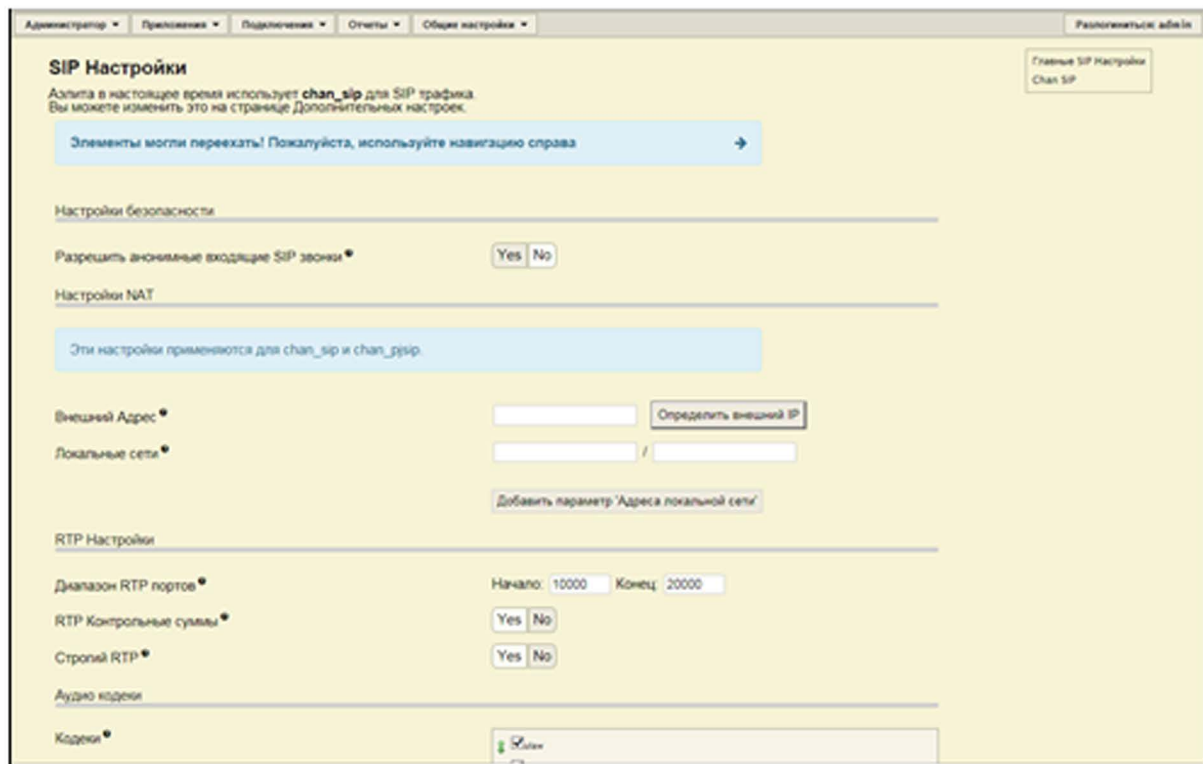 Администратор Приложения Подключения Отчеты Общие настройки Разлогиниться: admin
Главные SIP Настройки
Chan SIP
SIP Настройки
Аэлита в настоящее время использует chan_sip для SIP трафика.
Вы можете изменить это на странице Дополнительных настроек.
Элементы могли переехать! Пожалуйста, используйте навигацию справа
Настройки безопасности
Разрешить анонимные входящие SIP звонки Yes No
Настройки NAT
Эти настройки применяются для chan_sip и chan_pjsip.
Внешний Адрес Определить внешний IP
Локальные сети /
Добавить параметр 'Адреса локальной сети'
RTP Настройки
Диапазон RTP портов Начало: 10000 Конец: 20000
RTP Контрольные суммы Yes No
Строгий RTP Yes No
Аудио кодеки
Кодеки ulaw